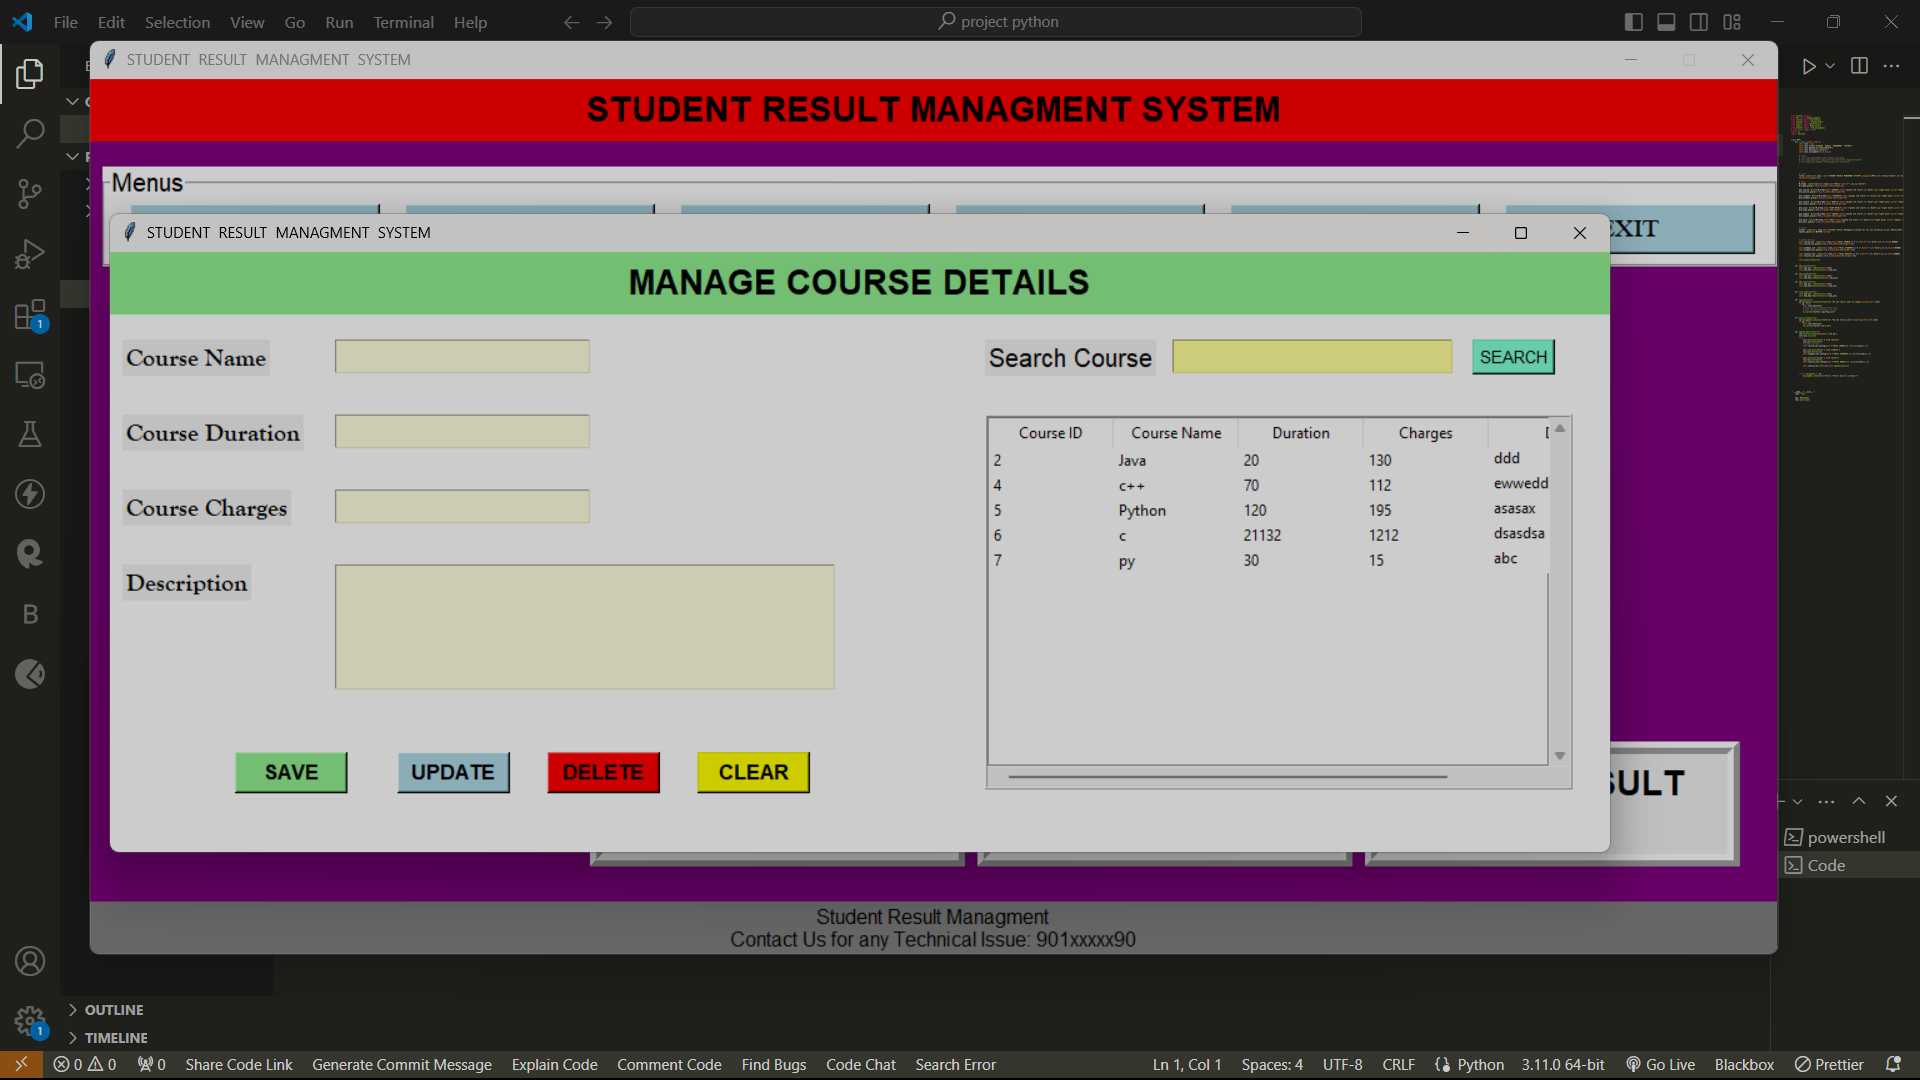 File Edit Selection View Go Run Terminal Help
project python
STUDENT RESULT MANAGMENT SYSTEM
STUDENT RESULT MANAGMENT SYSTEM
Menus
STUDENT RESULT MANAGMENT SYSTEM
MANAGE COURSE DETAILS
Course Name
Search Course SEARCH
Course Duration
Course Charges
Description
Course ID Course Name Duration Charges
2 Java 20 130 ddd
4 c++ 70 112 ewwedd
5 Python 120 195 asasax
6 c 21132 1212 dsasdsa
7 py 30 15 abc
SAVE UPDATE DELETE CLEAR
1
B
powershell
Code
Student Result Managment
Contact Us for any Technical Issue: 901xxxxx90
1
OUTLINE
TIMELINE
0 0 0 Share Code Link Generate Commit Message Explain Code Comment Code Find Bugs Code Chat Search Error Ln 1, Col 1 Spaces: 4 UTF-8 CRLF Python 3.11.0 64-bit Go Live Blackbox Prettier